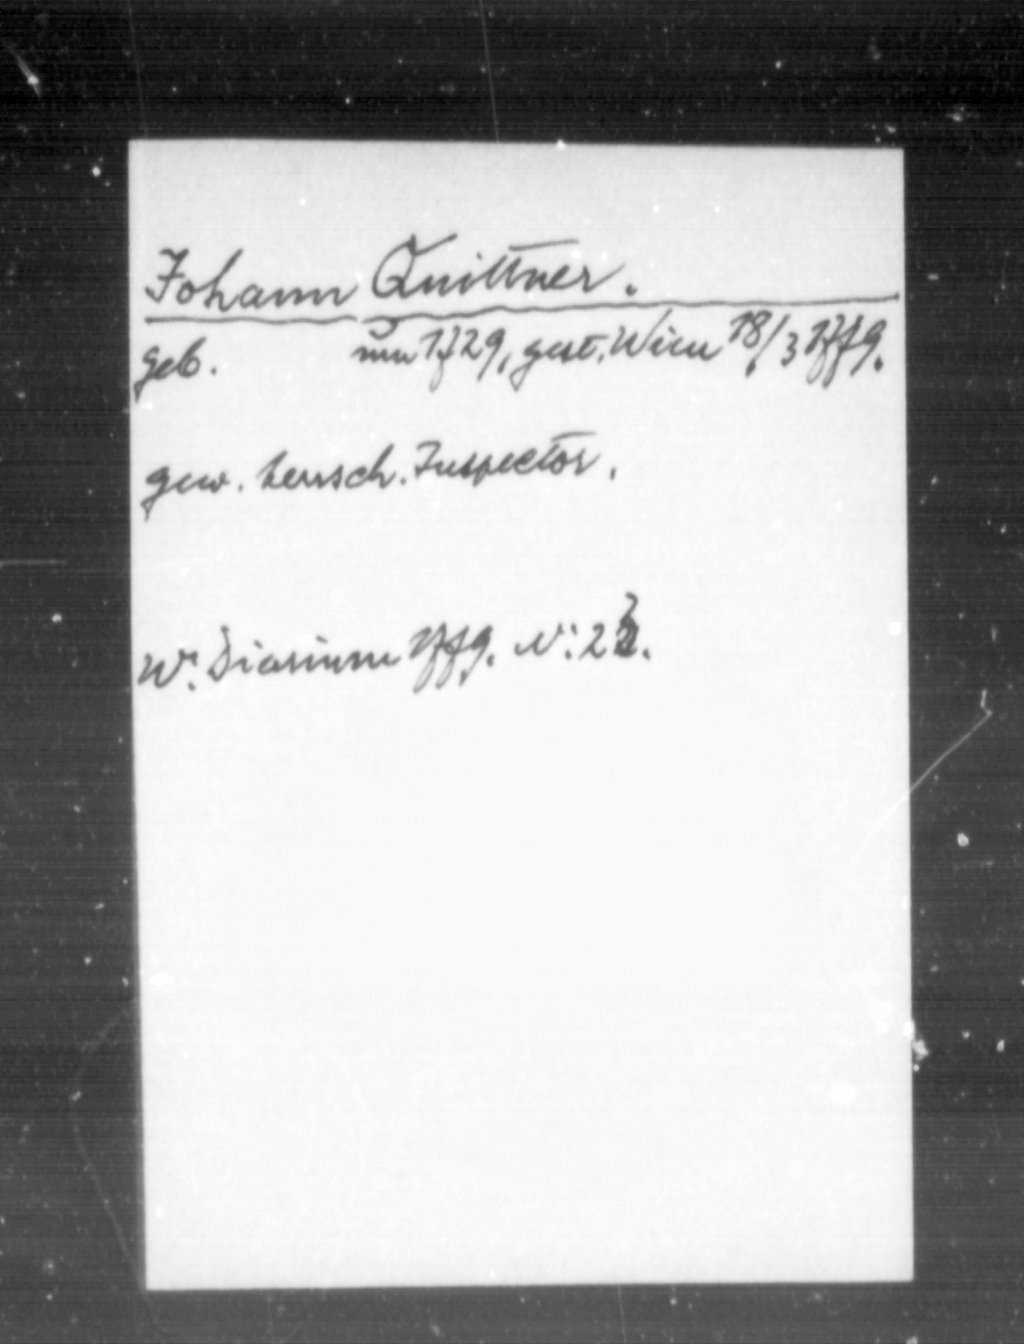 Johann Quittner.
geb. um 1729, gest. Wien 18./3 1779.
gew. herrsch. Inspector.
W. Diarium 1779. N: 23.